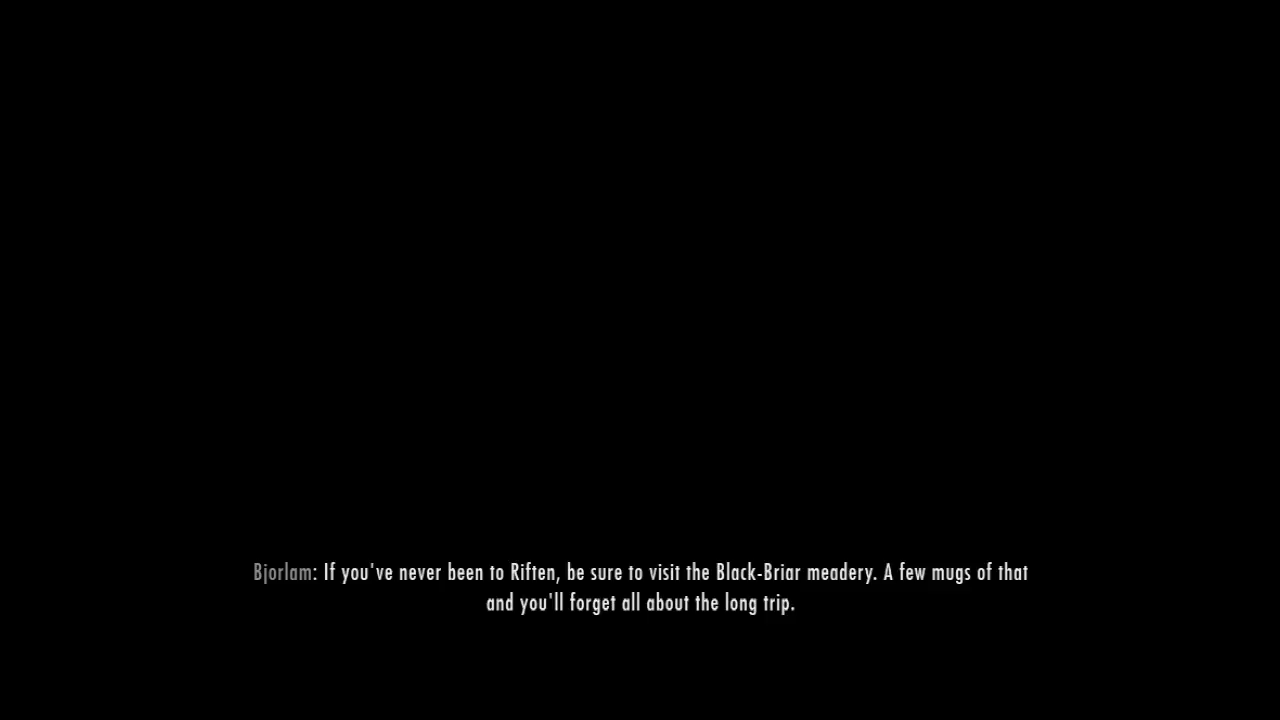 Bjorlam: If you've never been to Riften, be sure to visit the Black-Briar meadery. A few mugs of that
and you'll forget all about the long trip.